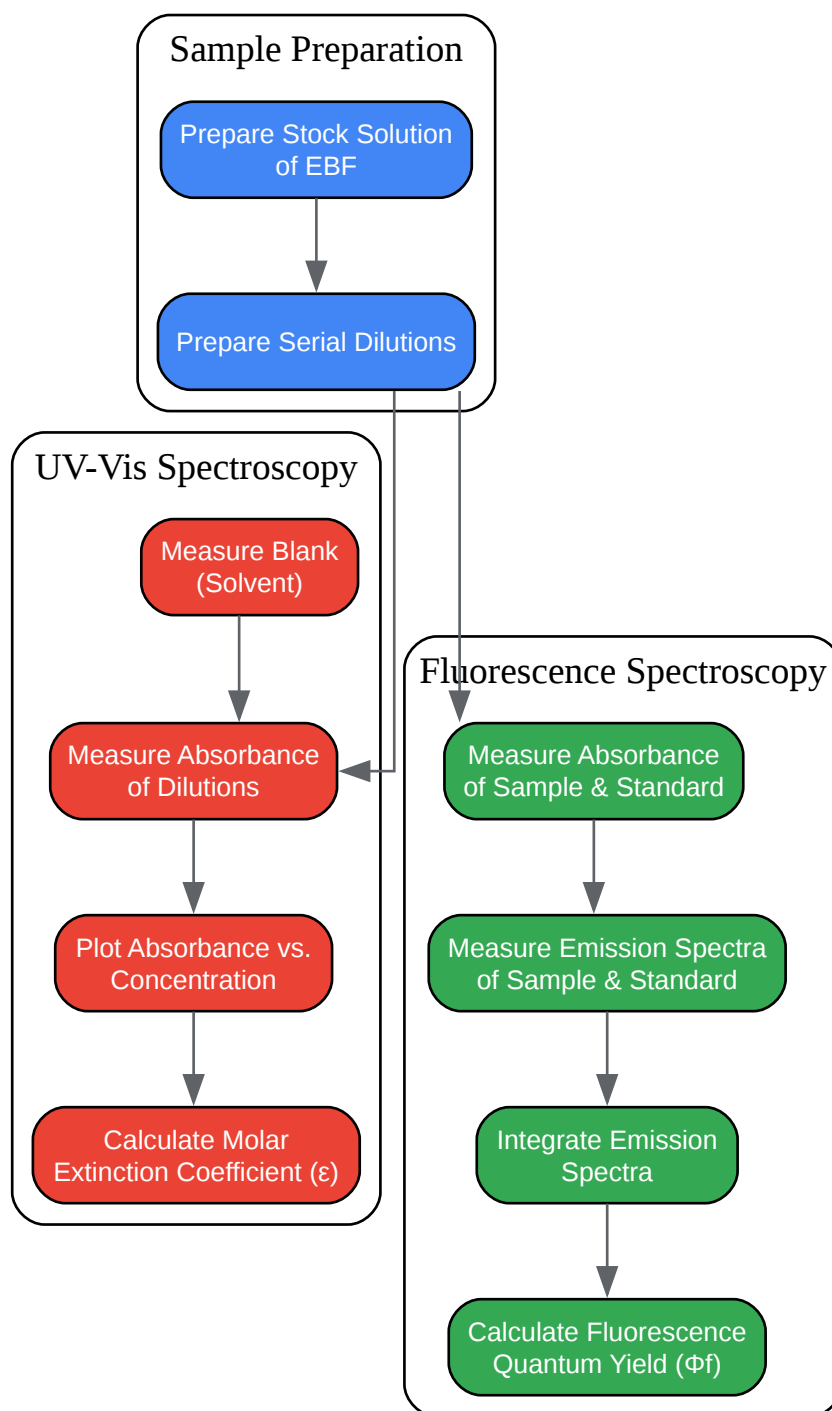 Sample Preparation
Prepare Stock Solution
of EBF
Prepare Serial Dilutions
UV-Vis Spectroscopy
Measure Blank
(Solvent)
Measure Absorbance
of Dilutions
Plot Absorbance vs.
Concentration
Calculate Molar
Extinction Coefficient (ε)
Fluorescence Spectroscopy
Measure Absorbance
of Sample & Standard
Measure Emission Spectra
of Sample & Standard
Integrate Emission
Spectra
Calculate Fluorescence
Quantum Yield (Φf)